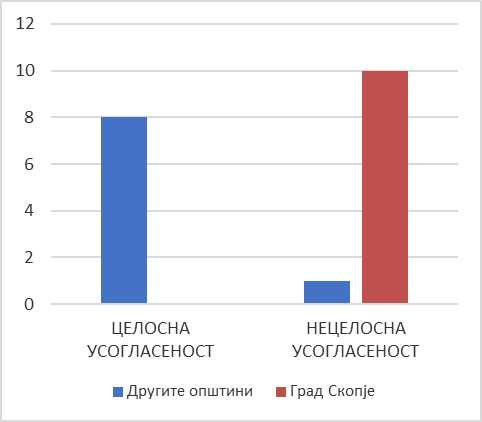 12
10
8
6
4
2
0
ЦЕЛОСНА
УСОГЛАСЕНОСТ
НЕЦЕЛОСНА
УСОГЛАСЕНОСТ
Другите општини
Град Скопје